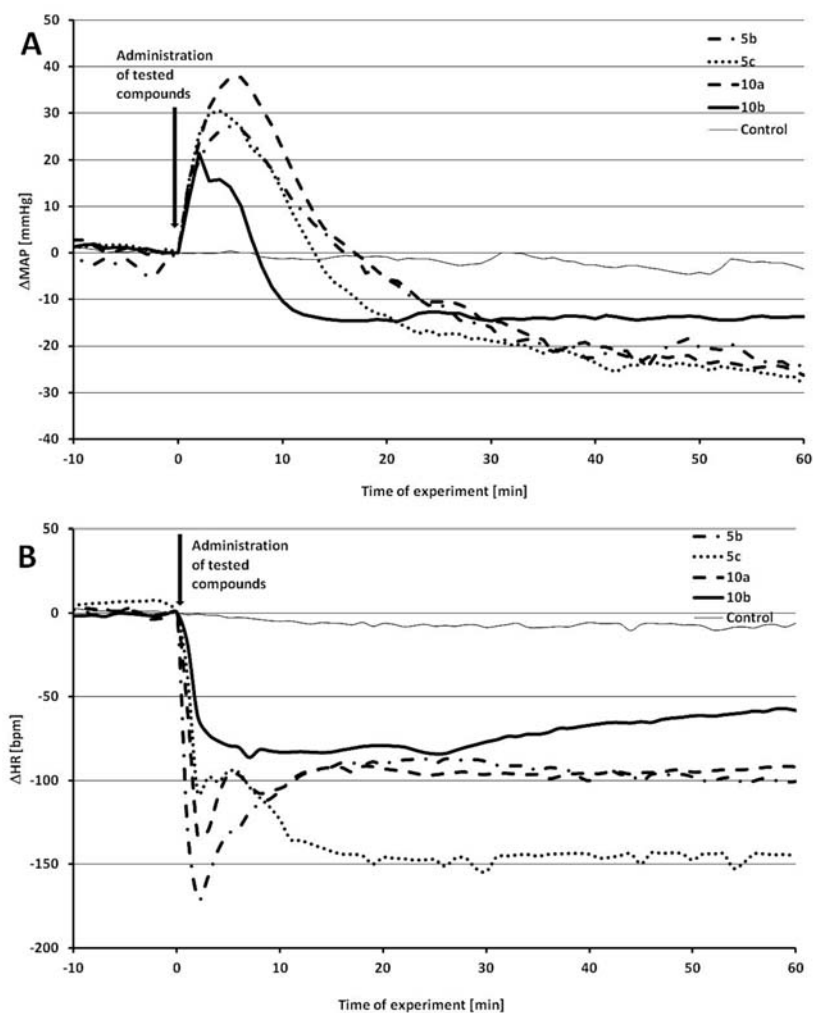 A
Administration
of tested
compounds
5b
5c
10a
10b
Control
ΔMAP [mmHg]
50
40
30
20
10
0
-10
-20
-30
-40
-10 0 10 20 30 40 50 60
Time of experiment [min]
B
Administration
of tested
compounds
5b
5c
10a
10b
Control
ΔHR [bpm]
50
0
-50
-100
-150
-200
-10 0 10 20 30 40 50 60
Time of experiment [min]